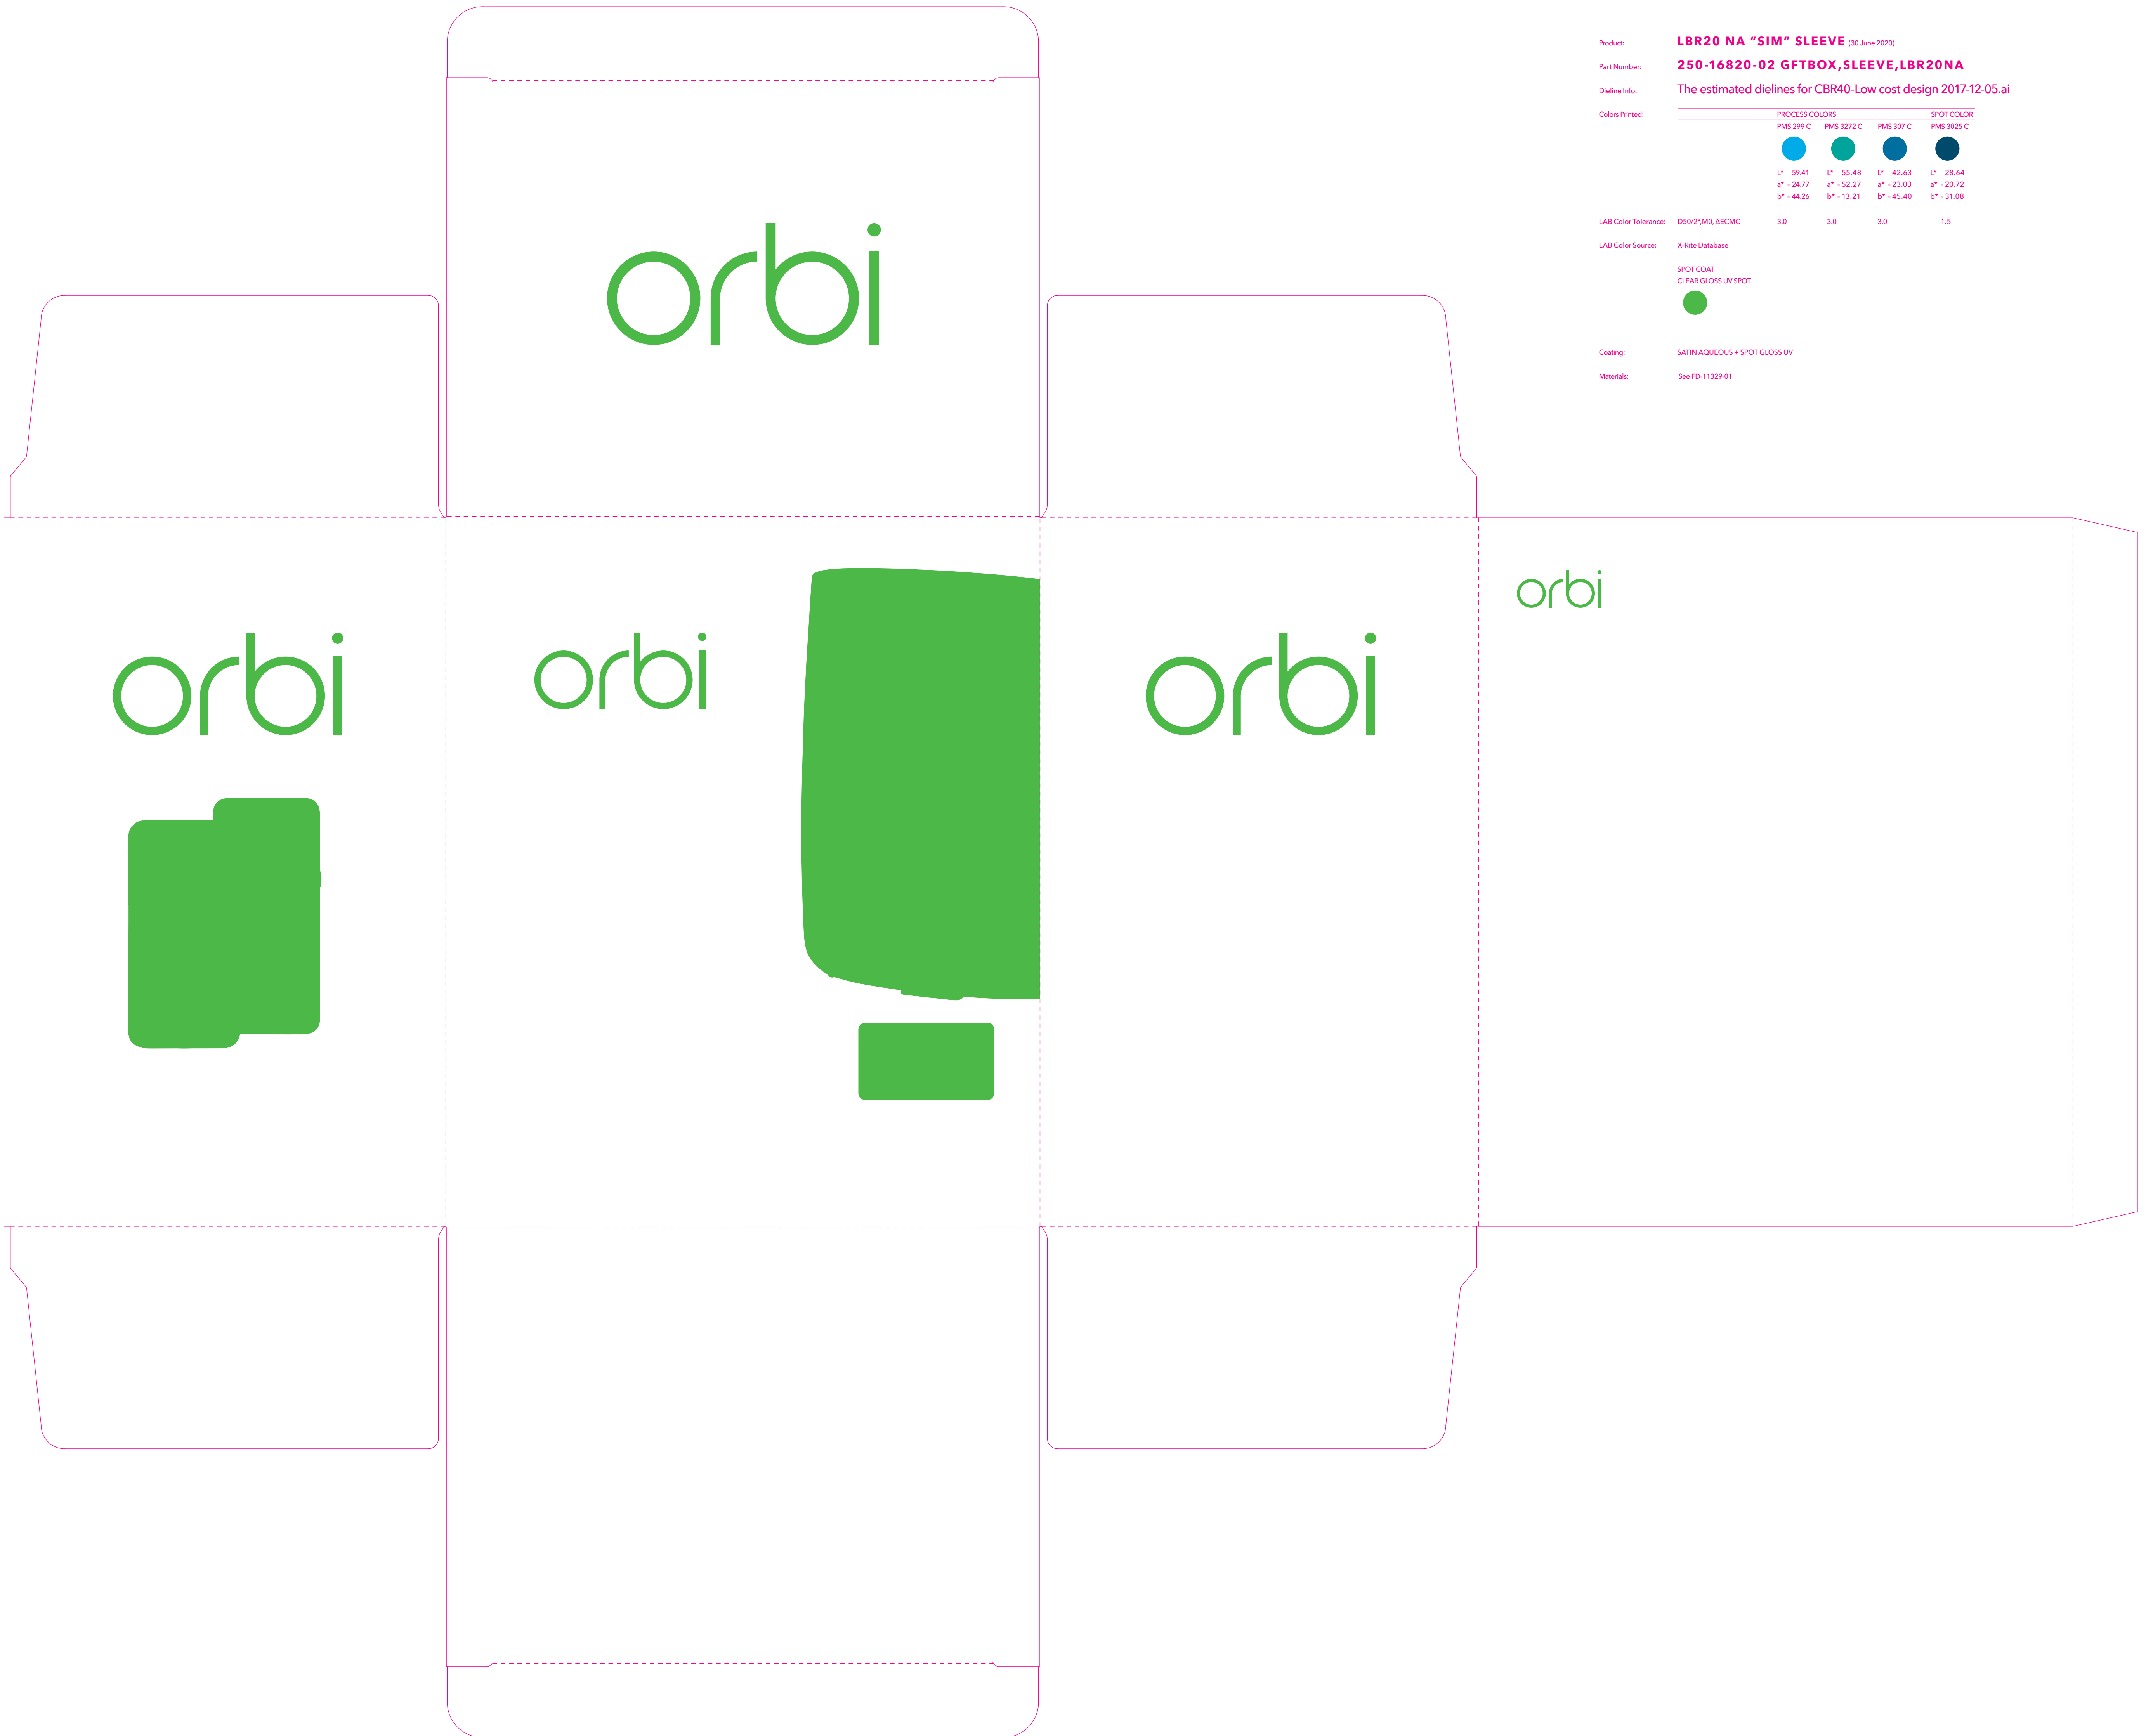 Product: LBR20 NA “SIM” SLEEVE (30 June 2020)
Part Number: 250-16820-02 GFTBOX,SLEEVE,LBR20NA
Dieline Info: The estimated dielines for CBR40-Low cost design 2017-12-05.ai
Colors Printed: PROCESS COLORS SPOT COLOR
PMS 299 C PMS 3272 C PMS 307 C PMS 3025 C
L* 59.41 L* 55.48 L* 42.63 L* 28.64
a* - 24.77 a* - 52.27 a* - 23.03 a* - 20.72
b* - 44.26 b* - 13.21 b* - 45.40 b* - 31.08
LAB Color Tolerance: D50/2°,M0, ΔECMC 3.0 3.0 3.0 1.5
LAB Color Source: X-Rite Database
SPOT COAT
CLEAR GLOSS UV SPOT
Coating: SATIN AQUEOUS + SPOT GLOSS UV
Materials: See FD-11329-01
orbi
orbi
orbi
orbi
orbi